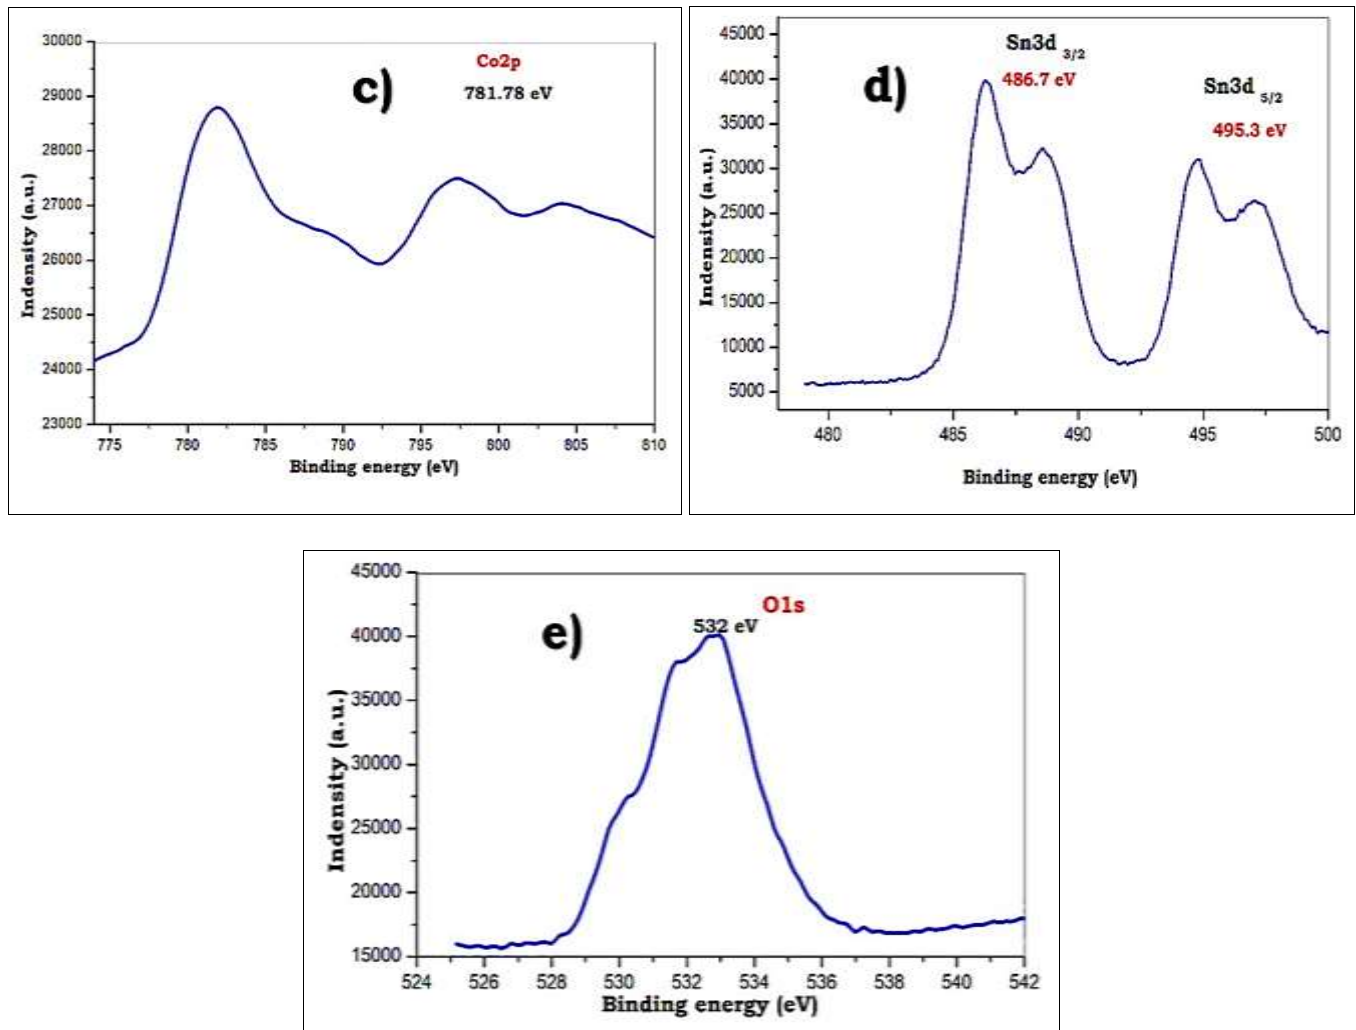 c)
Co2p
781.78 eV
Indensity (a.u.)
30000
29000
28000
27000
26000
25000
24000
23000
775 780 785 790 795 800 805 810
Binding energy (eV)
d)
Sn3d 3/2
486.7 eV
Sn3d 5/2
495.3 eV
Indensity (a.u.)
45000
40000
35000
30000
25000
20000
15000
10000
5000
480 485 490 495 500
Binding energy (eV)
e)
O1s
532 eV
Indensity (a.u.)
45000
40000
35000
30000
25000
20000
15000
524 526 528 530 532 534 536 538 540 542
Binding energy (eV)